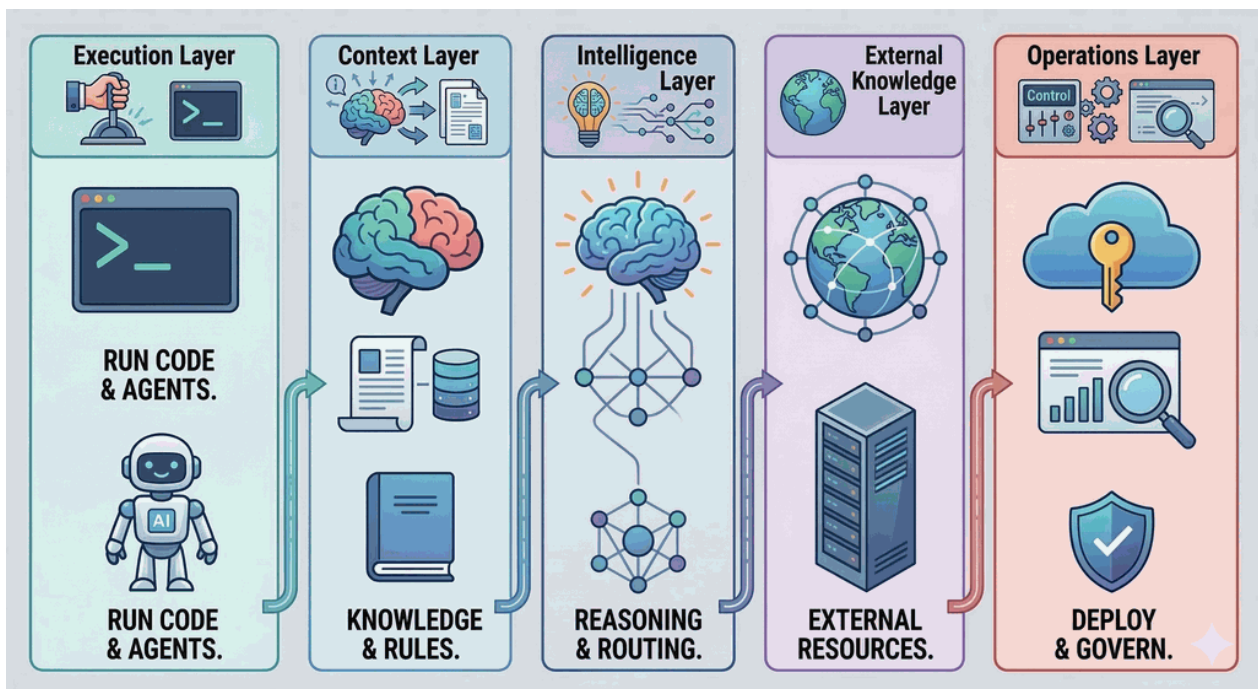 Execution Layer
>_
>_
RUN CODE
& AGENTS.
AI
RUN CODE
& AGENTS.
Context Layer
i
KNOWLEDGE
& RULES.
Intelligence
Layer
REASONING
& ROUTING.
External
Knowledge
Layer
EXTERNAL
RESOURCES.
Operations Layer
Control
DEPLOY
& GOVERN.